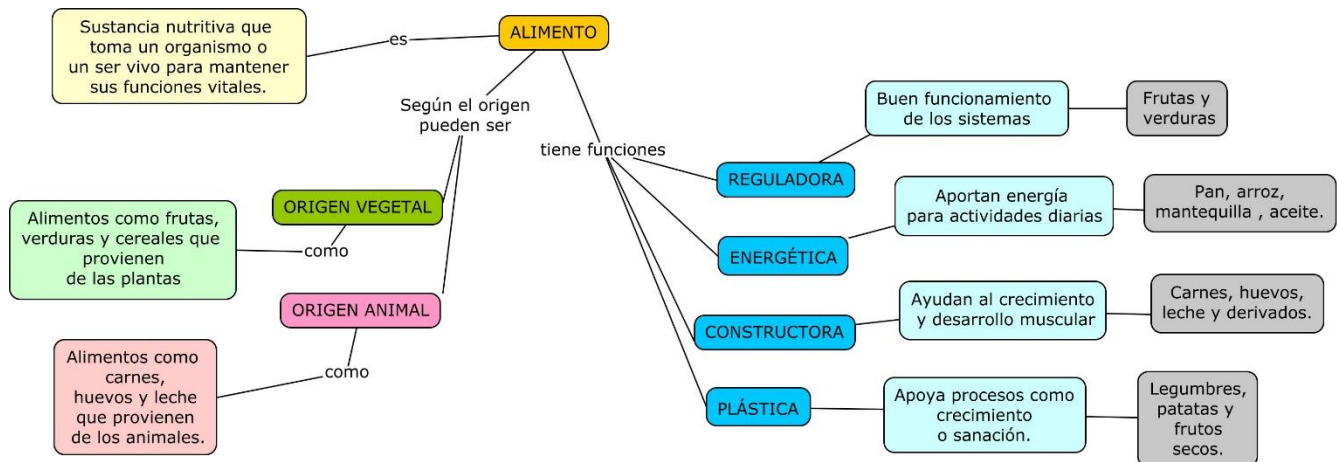 Sustancia nutritiva que
toma un organismo o
un ser vivo para mantener
sus funciones vitales.
es
ALIMENTO
Según el origen
pueden ser
ORIGEN VEGETAL
como
Alimentos como frutas,
verduras y cereales que
provienen
de las plantas
ORIGEN ANIMAL
como
Alimentos como
carnes,
huevos y leche
que provienen
de los animales.
tiene funciones
REGULADORA
Buen funcionamiento
de los sistemas
Frutas y
verduras
ENERGÉTICA
Aportan energía
para actividades diarias
Pan, arroz,
mantequilla , aceite.
CONSTRUCTORA
Ayudan al crecimiento
y desarrollo muscular
Carnes, huevos,
leche y derivados.
PLÁSTICA
Apoya procesos como
crecimiento
o sanación.
Legumbres,
patatas y
frutos
secos.